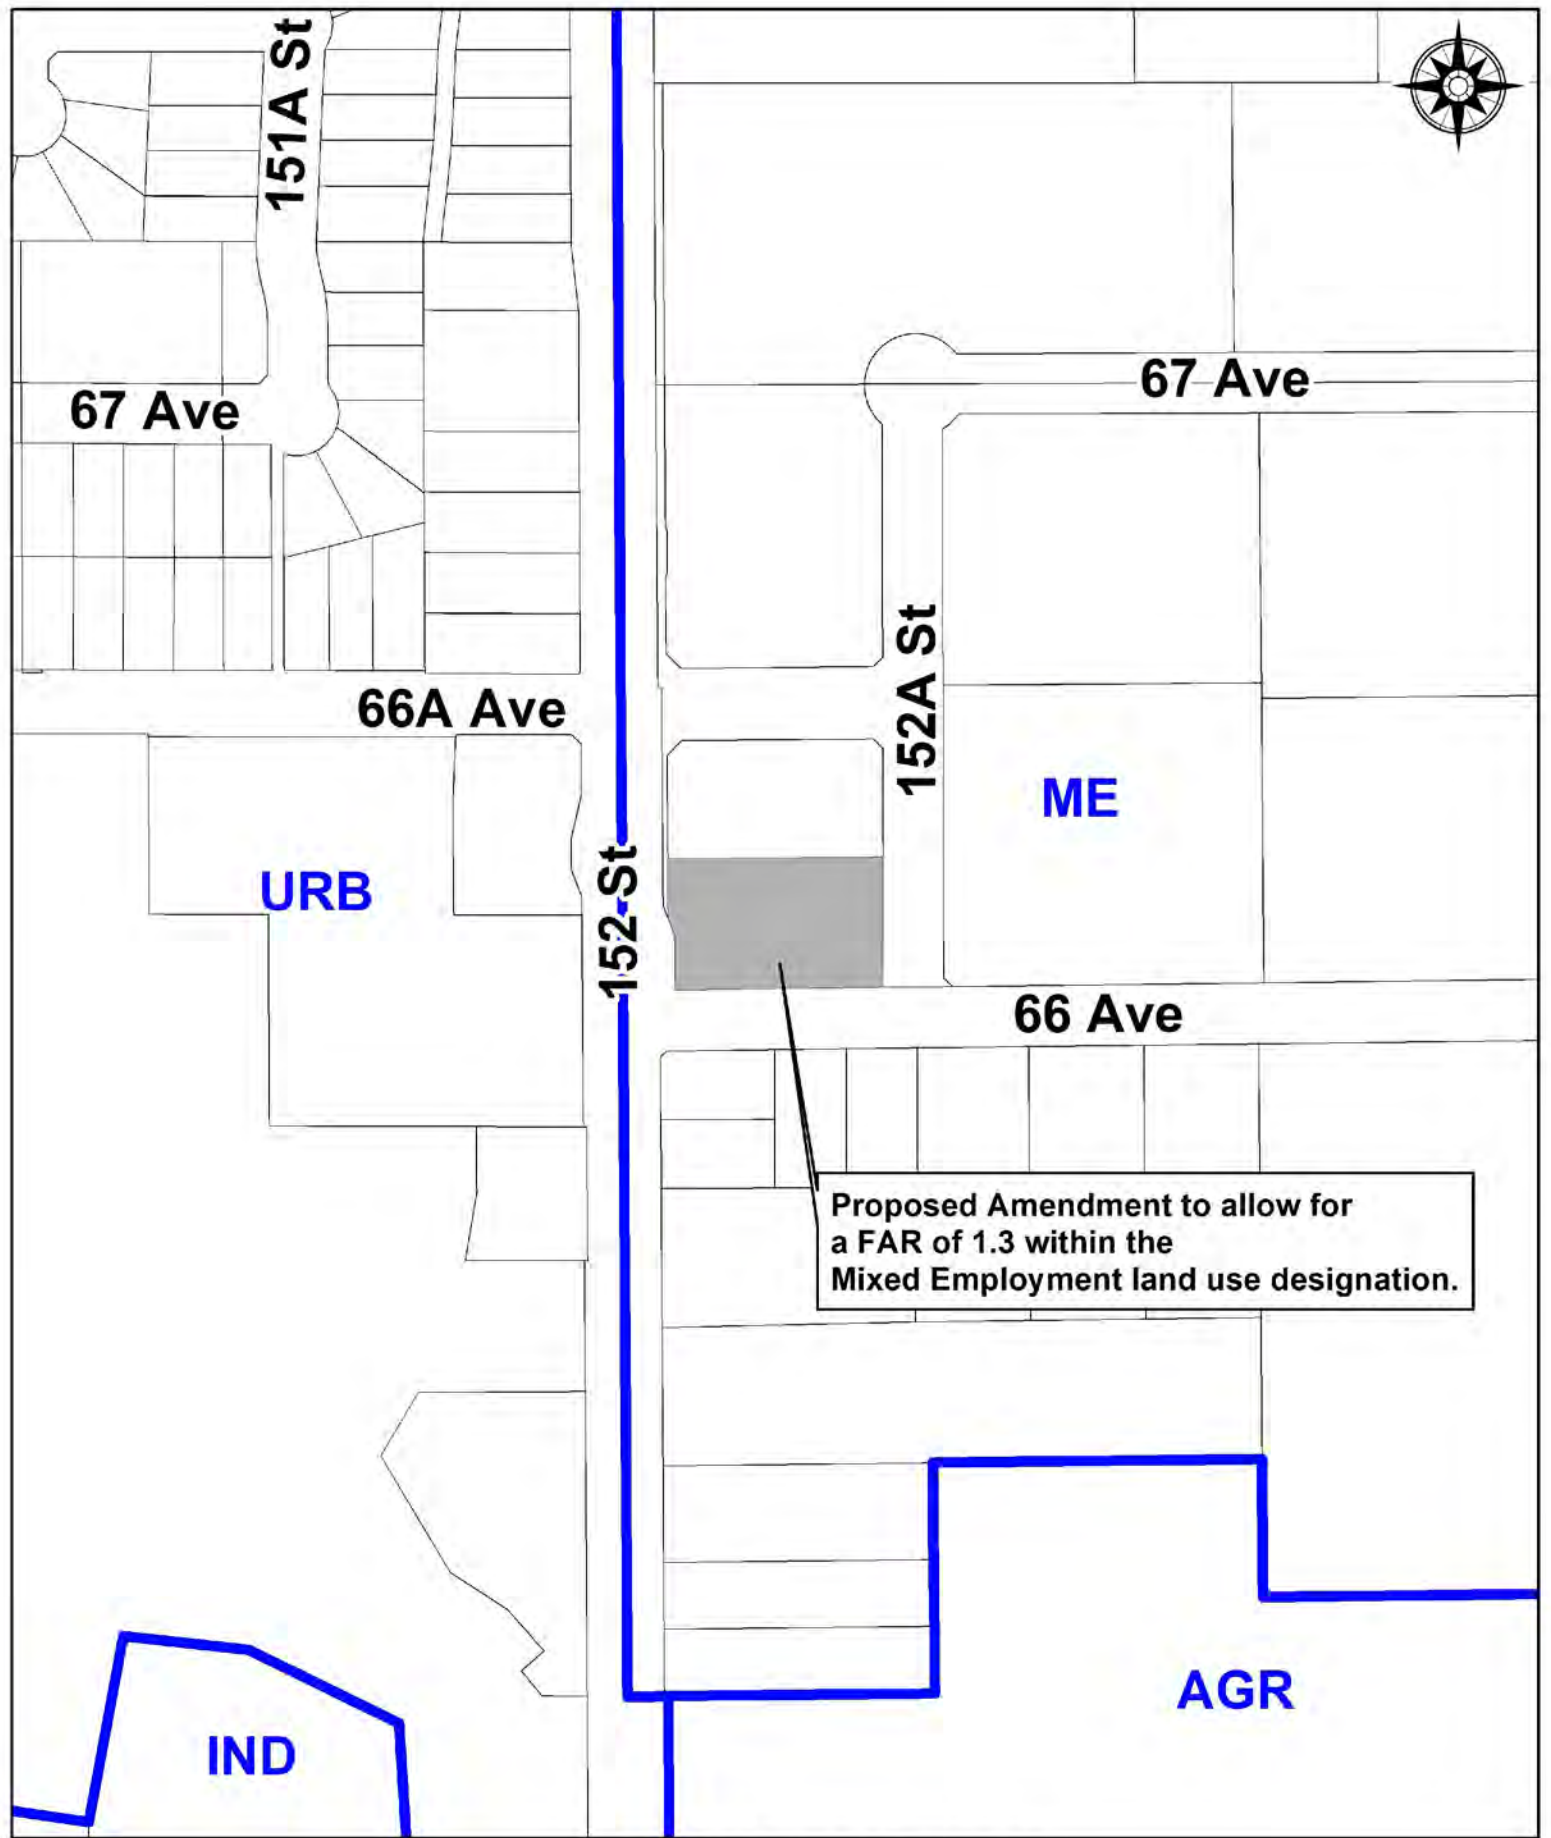 151A St
67 Ave
67 Ave
66A Ave
152A St
ME
URB
152 St
66 Ave
Proposed Amendment to allow for
a FAR of 1.3 within the
Mixed Employment land use designation.
AGR
IND